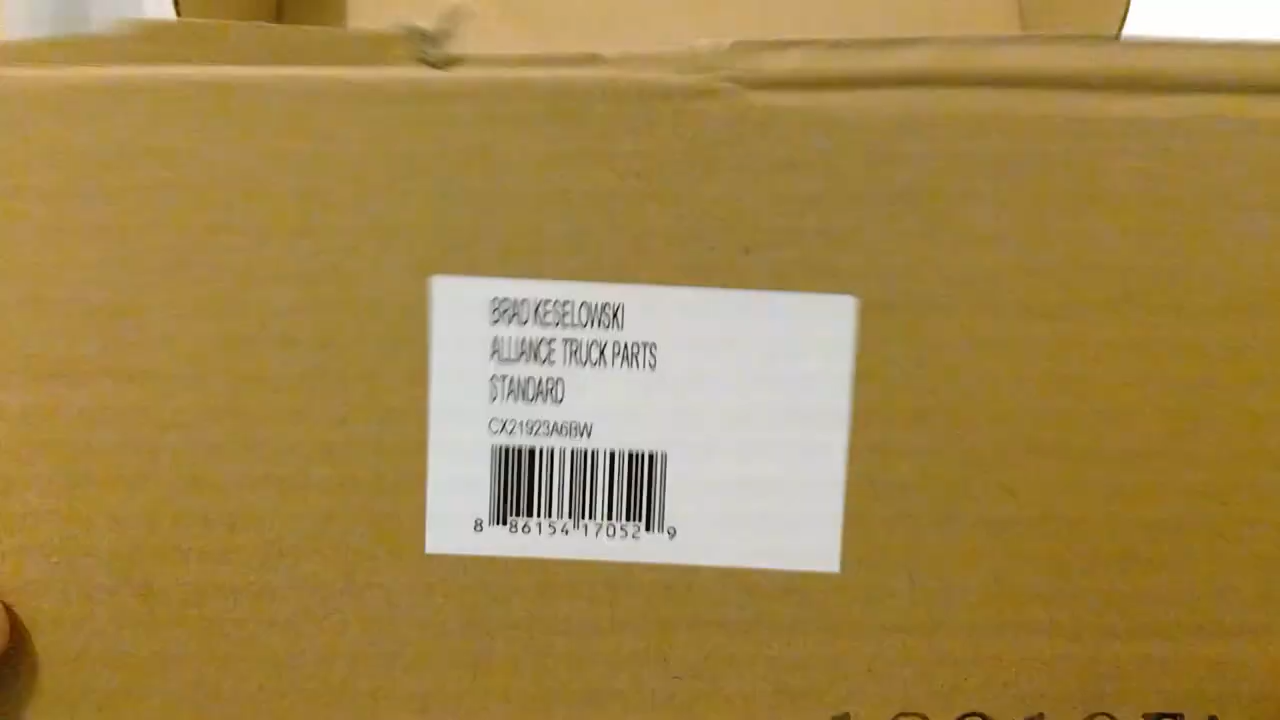 BRAD KESELOWSKI
ALLIANCE TRUCK PARTS
STANDARD
CX21923A6BW
8 86154 17052 9